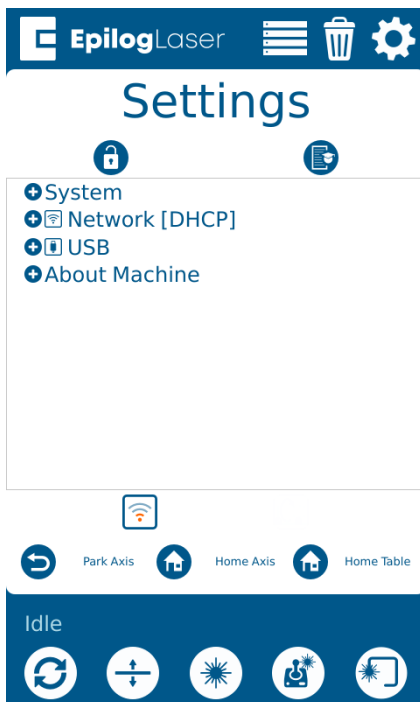 EpilogLaser
Settings
System
Network [DHCP]
USB
About Machine
Park Axis Home Axis Home Table
Idle